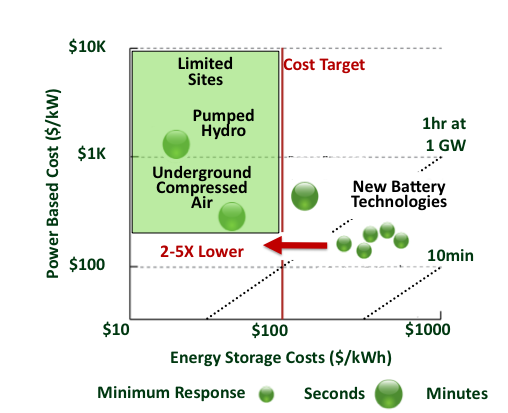 $10K
Limited
Sites
Cost Target
Pumped
Hydro
1hr at
1 GW
Power Based Cost ($/kW)
$1K
Underground
Compressed
Air
New Battery
Technologies
2-5X Lower
$100
10min
$10
$100
$1000
Energy Storage Costs ($/kWh)
Minimum Response
Seconds
Minutes